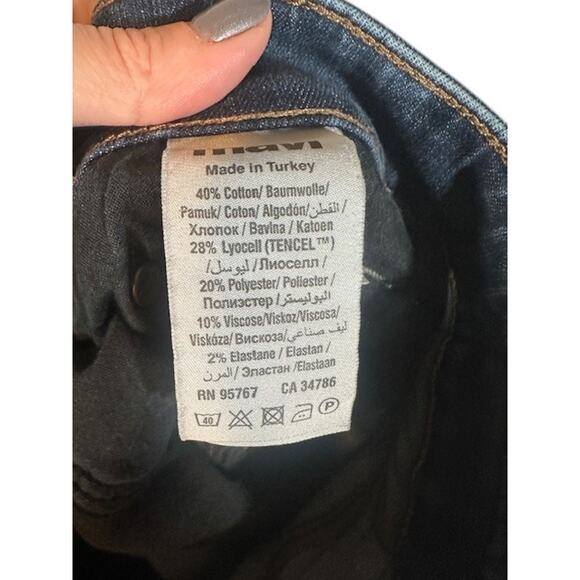 mavi
Made in Turkey
40% Cotton/ Baumwolle/
Pamuk/ Coton/ Algodón/القطن /
Хлопок / Bavina / Katoen
28% Lyocell (TENCEL™)
/ليوسل /Лиоселл /
20% Polyester/ Poliester /
Полиэстер/البوليستر/
10% Viscose/Viskoz/Viscosa/
Viskóza/ Вискоза/ليف صناعي/
2% Elastane/ Elastan /
المرن / Эластан /Elastaan
RN 95767 CA 34786
40 P